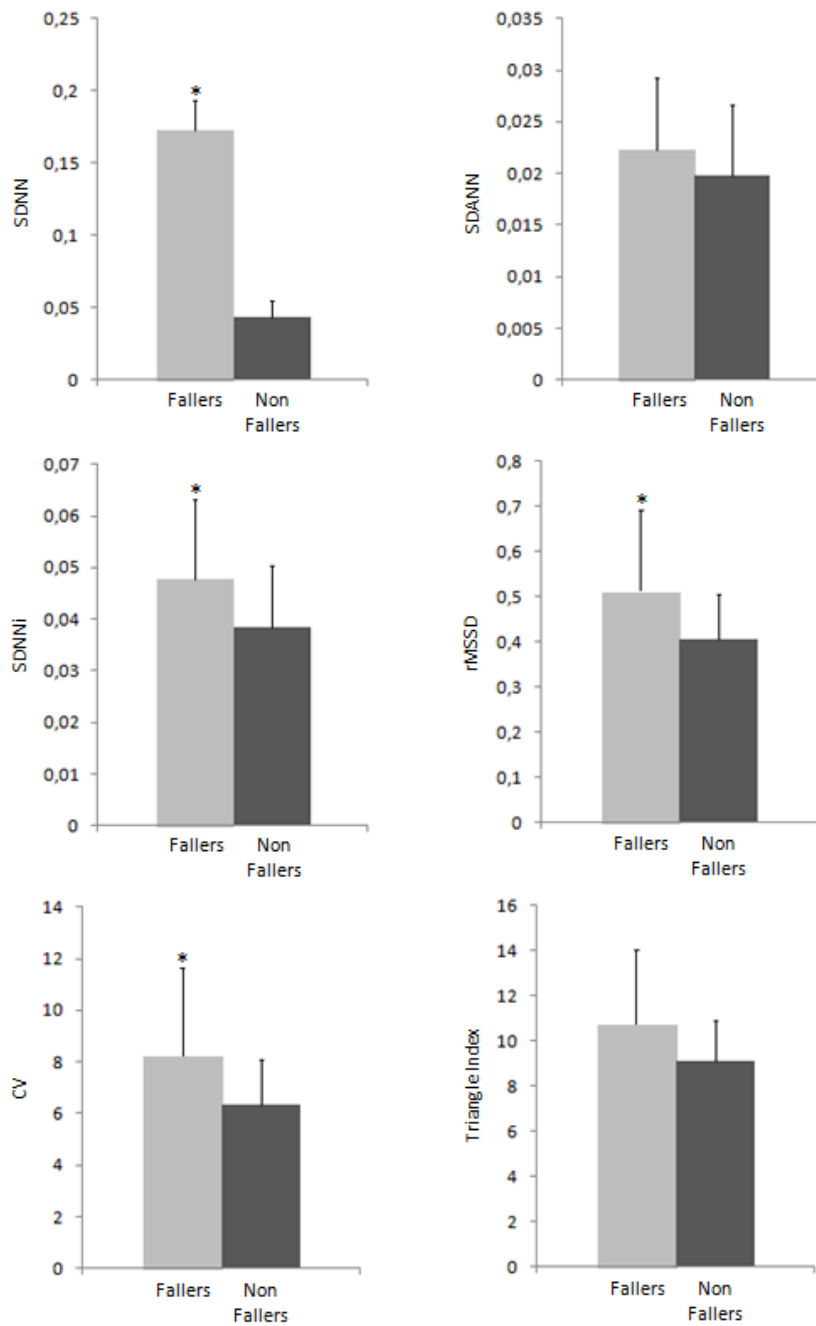 0,25
0,2
0,15
0,1
0,05
0
SDNN
*
Fallers Non
Fallers
0,035
0,03
0,025
0,02
0,015
0,01
0,005
0
SDANN
Fallers Non
Fallers
0,07
0,06
0,05
0,04
0,03
0,02
0,01
0
SDNNi
*
Fallers Non
Fallers
0,8
0,7
0,6
0,5
0,4
0,3
0,2
0,1
0
rMSSD
*
Fallers Non
Fallers
14
12
10
8
6
4
2
0
CV
*
Fallers Non
Fallers
16
14
12
10
8
6
4
2
0
Triangle Index
Fallers Non
Fallers